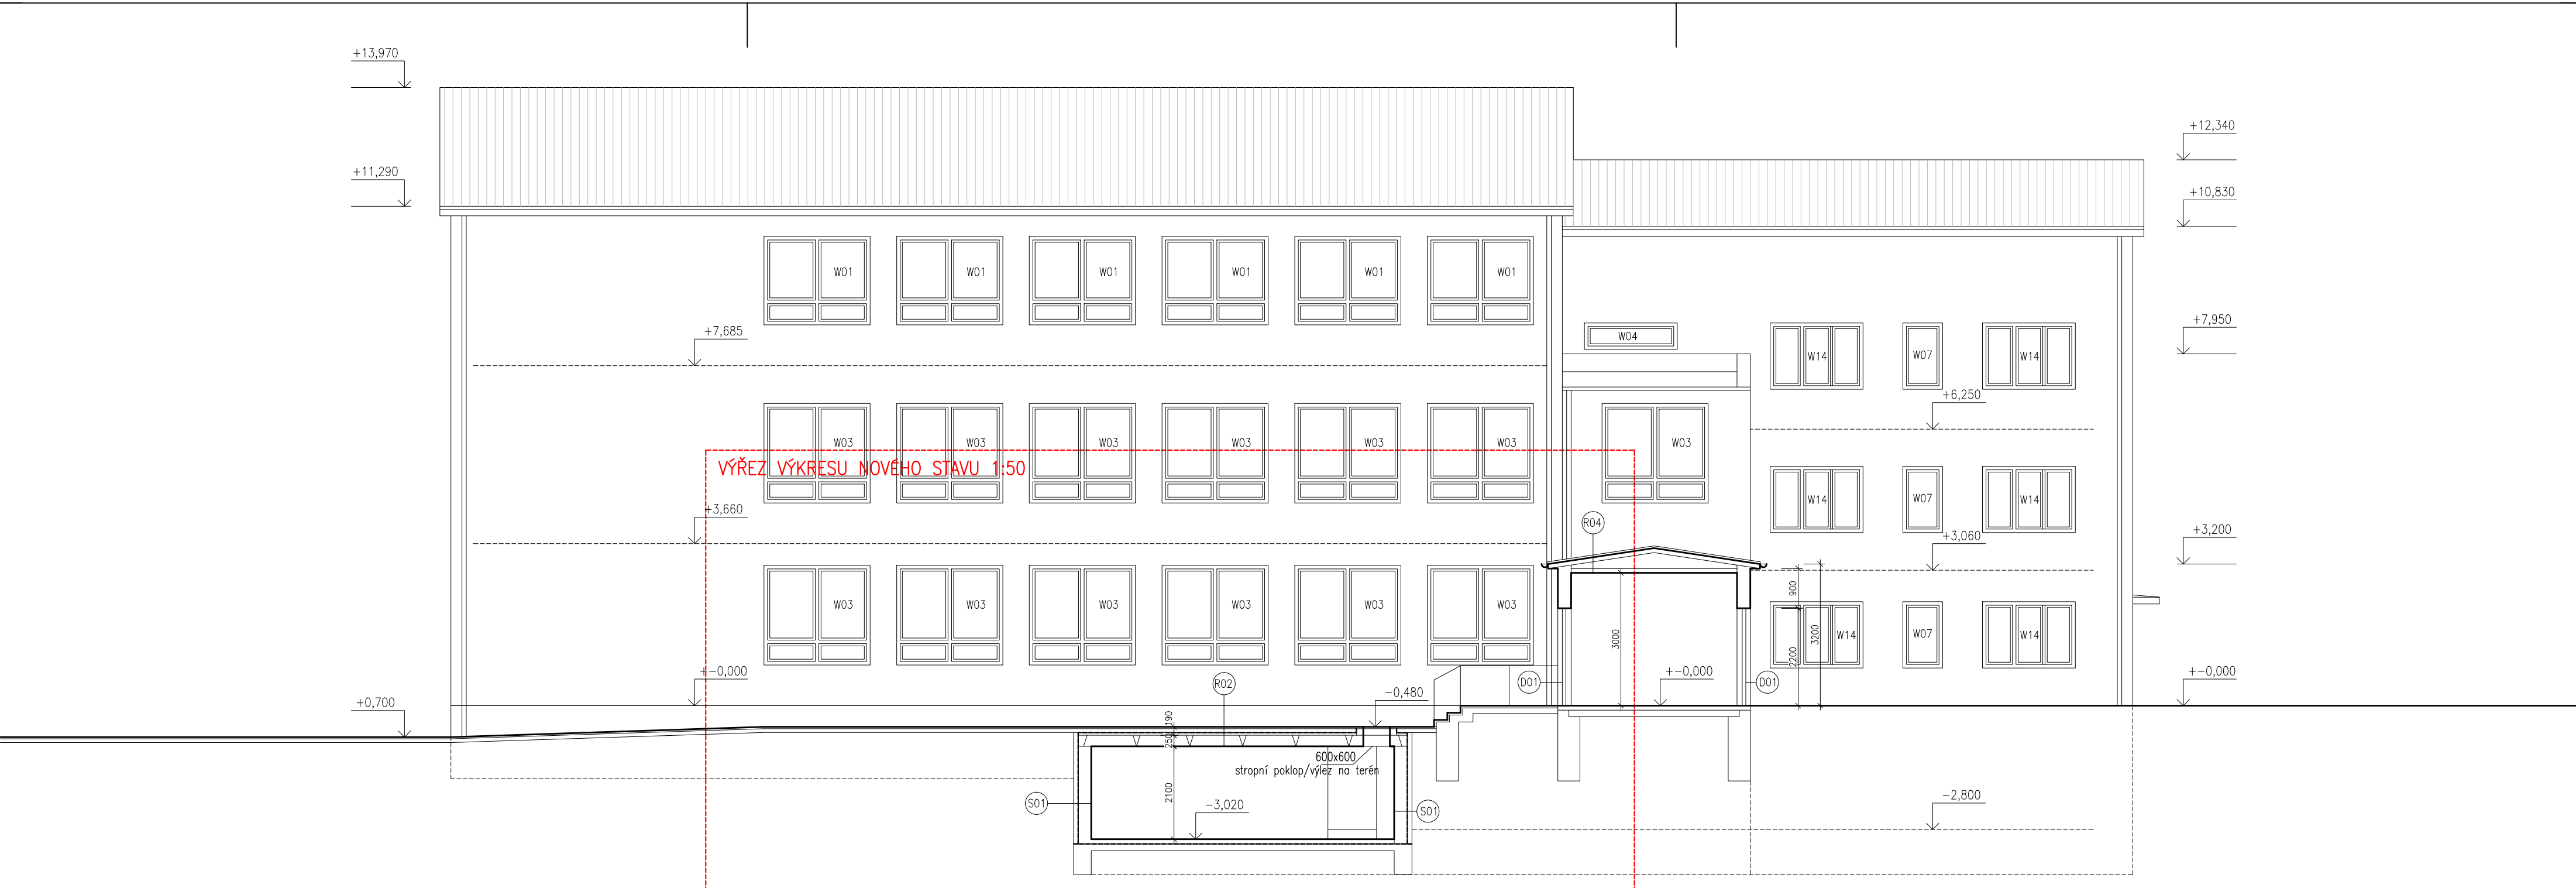 +13,970
+12,340
+11,290
+10,830
W01 W01 W01 W01 W01 W01
+7,685
W04
+7,950
W14 W07 W14
+6,250
W03 W03 W03 W03 W03 W03 W03
VÝŘEZ VÝKRESU NOVÉHO STAVU 1:50
W14 W07 W14
+3,660
R04
+3,060
+3,200
900
W03 W03 W03 W03 W03 W03
3000
2200
3200
W14 W07 W14
+-0,000
R02
D01
+-0,000
D01
+-0,000
+0,700
-0,480
190
250
600x600
stropní poklop/výlez na terén
2100
S01
-3,020
S01
-2,800